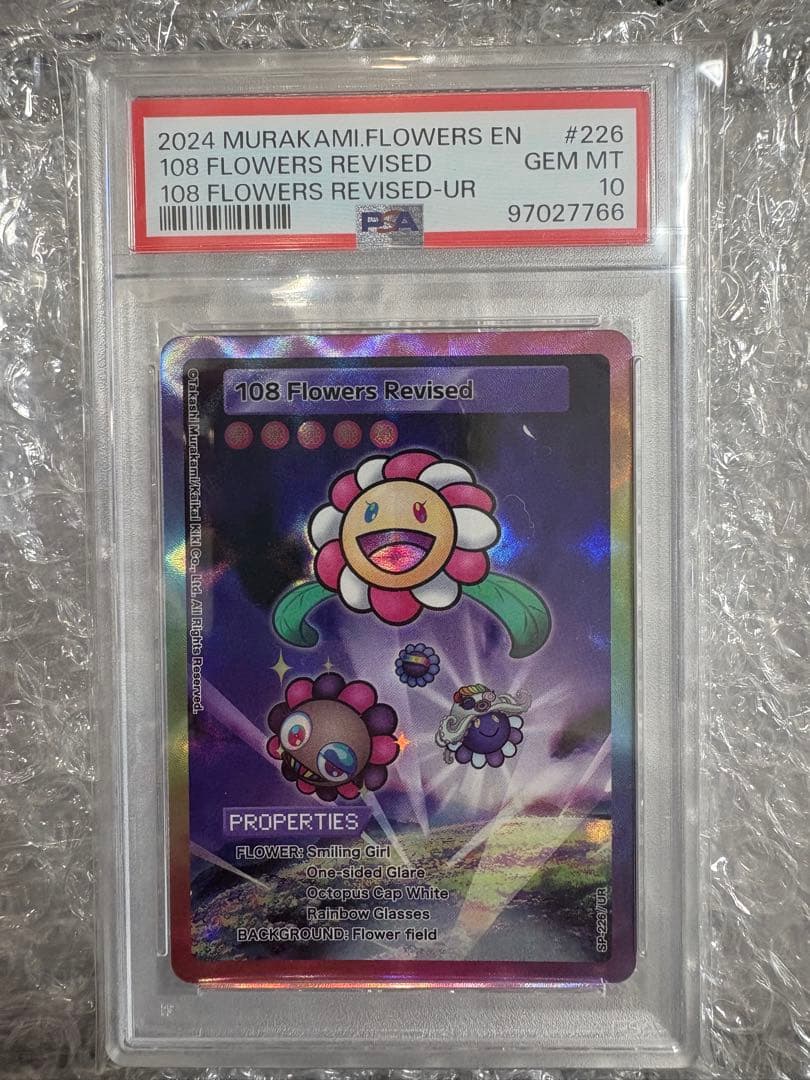 2024 MURAKAMI.FLOWERS EN #226
108 FLOWERS REVISED GEM MT
108 FLOWERS REVISED-UR 10
97027766
PSA
108 Flowers Revised
©Takashi Murakami/Kaikai Kiki Co., Ltd. All Rights Reserved.
PROPERTIES
FLOWER: Smiling Girl
One-sided Glare
Octopus Cap White
Rainbow Glasses
BACKGROUND: Flower field
SP-226/UR